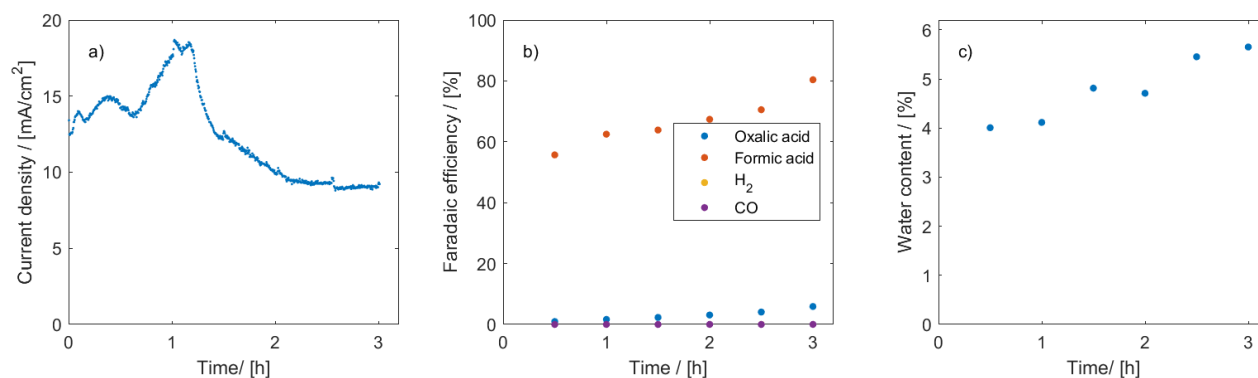 a)
Current density / [mA/cm²]
20
15
10
5
0
0 1 2 3
Time/ [h]
b)
Faradaic efficiency / [%]
100
80
60
40
20
0
0 1 2 3
Time / [h]
Oxalic acid
Formic acid
H₂
CO
c)
Water content / [%]
6
5
4
3
2
1
0
0 1 2 3
Time/ [h]